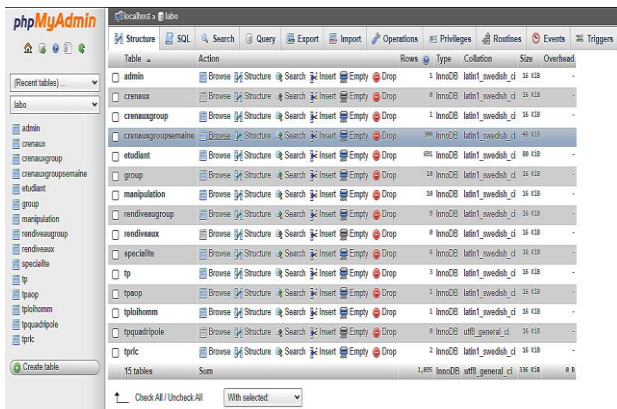 phpMyAdmin
(Recent tables) ...
labo
admin
crenaux
crenauxgroup
crenauxgroupsemaine
etudiant
group
manipulation
rendiveaugroup
rendiveaux
specialite
tp
tpaop
tploihomm
tpquadripole
tprlc
Create table
localhost » labo
Structure SQL Search Query Export Import Operations Privileges Routines Events Triggers
Table Action Rows Type Collation Size Overhead
admin Browse Structure Search Insert Empty Drop 1 InnoDB latin1_swedish_ci 16 KiB -
crenaux Browse Structure Search Insert Empty Drop 0 InnoDB latin1_swedish_ci 16 KiB -
crenauxgroup Browse Structure Search Insert Empty Drop 1 InnoDB latin1_swedish_ci 16 KiB -
crenauxgroupsemaine Browse Structure Search Insert Empty Drop InnoDB latin1_swedish_ci 48 KiB -
etudiant Browse Structure Search Insert Empty Drop 691 InnoDB latin1_swedish_ci 80 KiB -
group Browse Structure Search Insert Empty Drop InnoDB latin1_swedish_ci 16 KiB -
manipulation Browse Structure Search Insert Empty Drop 10 InnoDB latin1_swedish_ci 16 KiB -
rendiveaugroup Browse Structure Search Insert Empty Drop 9 InnoDB latin1_swedish_ci 16 KiB -
rendiveaux Browse Structure Search Insert Empty Drop 0 InnoDB latin1_swedish_ci 16 KiB -
specialite Browse Structure Search Insert Empty Drop 6 InnoDB latin1_swedish_ci 16 KiB -
tp Browse Structure Search Insert Empty Drop 3 InnoDB latin1_swedish_ci 16 KiB -
tpaop Browse Structure Search Insert Empty Drop 1 InnoDB latin1_swedish_ci 16 KiB -
tploihomm Browse Structure Search Insert Empty Drop 1 InnoDB latin1_swedish_ci 16 KiB -
tpquadripole Browse Structure Search Insert Empty Drop 0 InnoDB utf8_general_ci 16 KiB -
tprlc Browse Structure Search Insert Empty Drop 2 InnoDB latin1_swedish_ci 16 KiB -
15 tables Sum InnoDB utf8_general_ci 336 KiB 0 B
Check All / Uncheck All With selected: